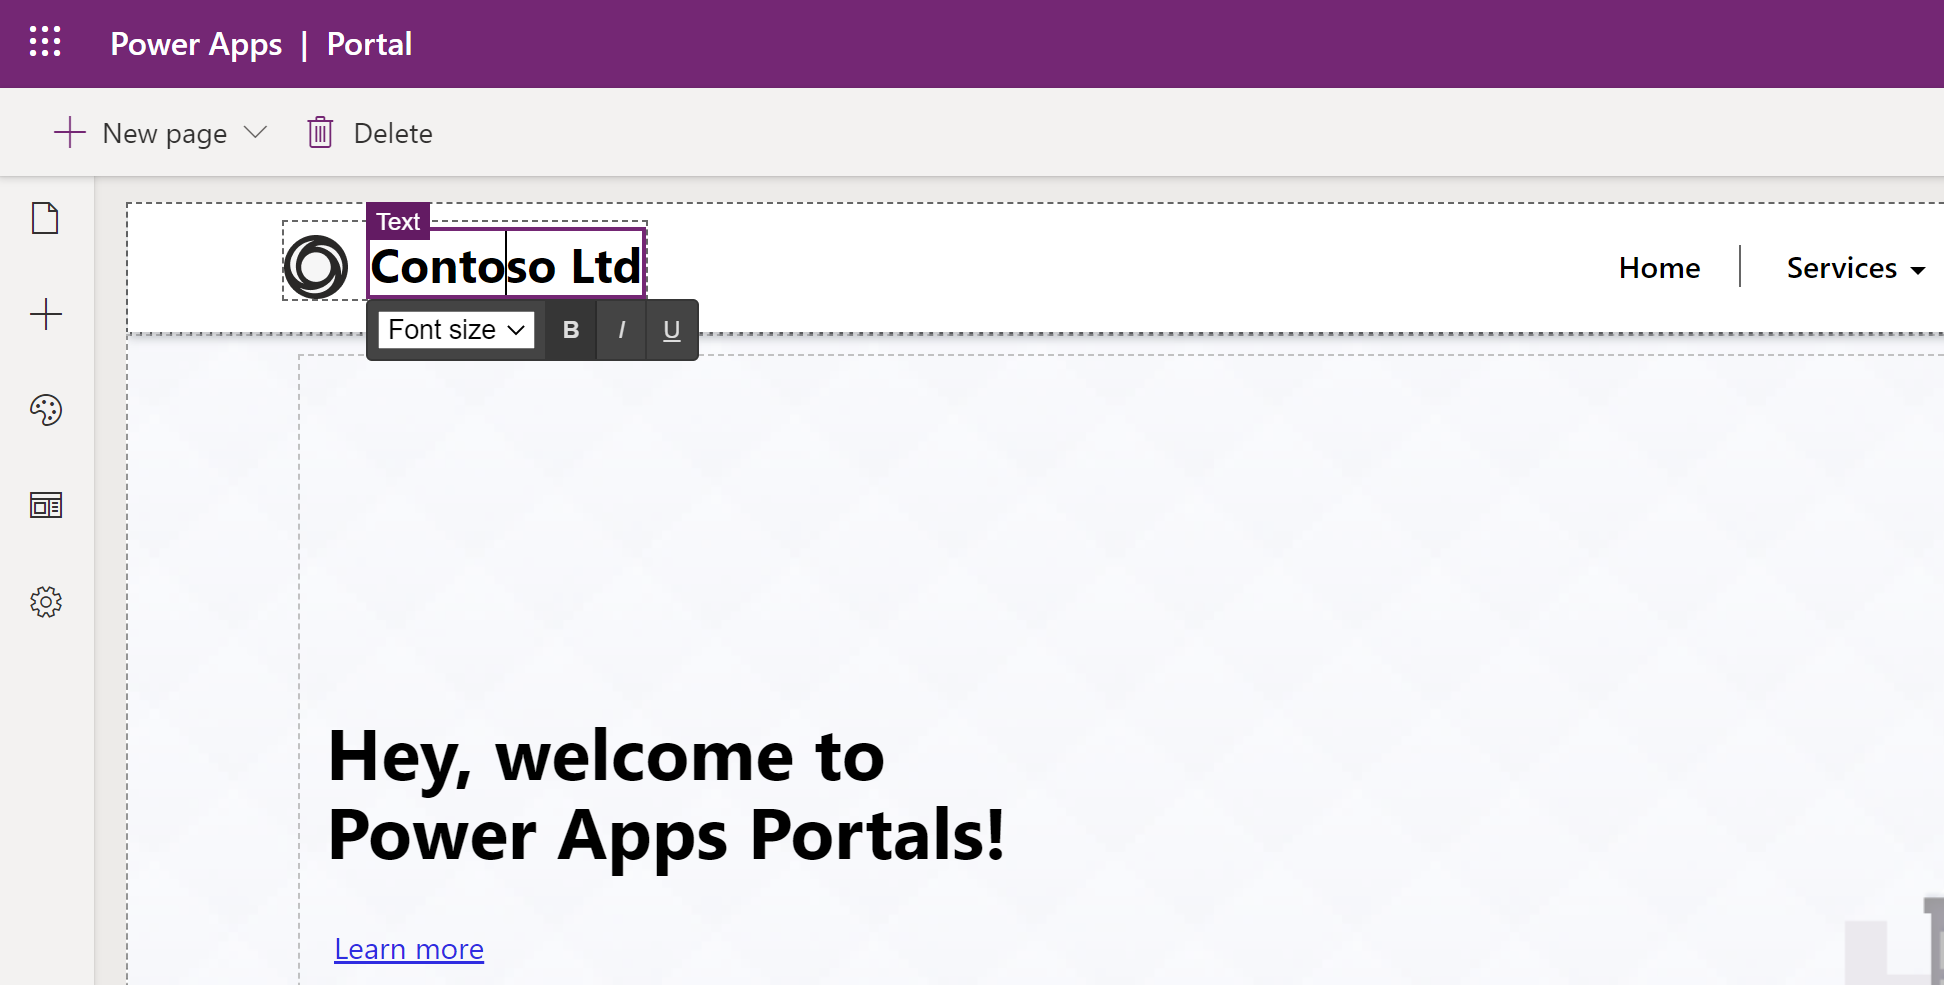 Power Apps | Portal
New page Delete
Text
Contoso Ltd
Home Services
Font size B I U
Hey, welcome to
Power Apps Portals!
Learn more